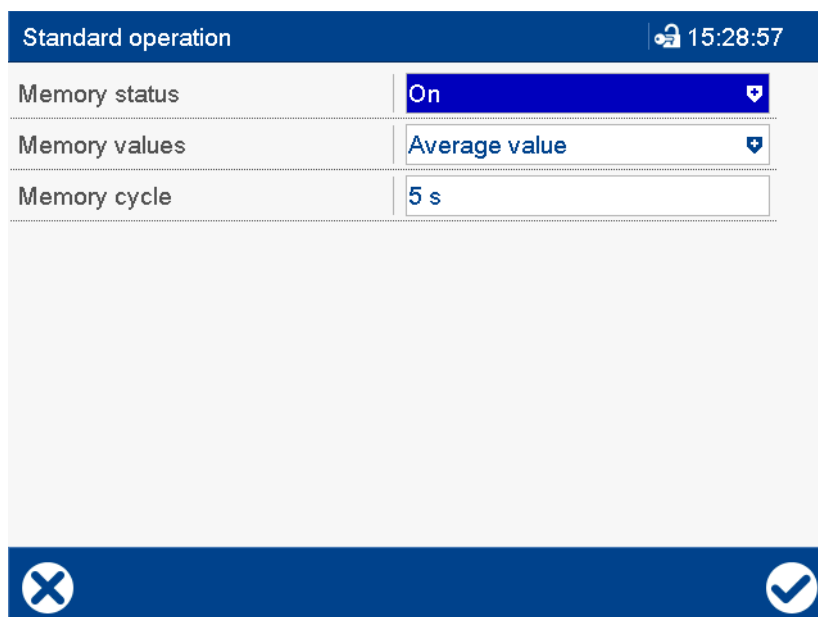 Standard operation 15:28:57
Memory status On
Memory values Average value
Memory cycle 5 s